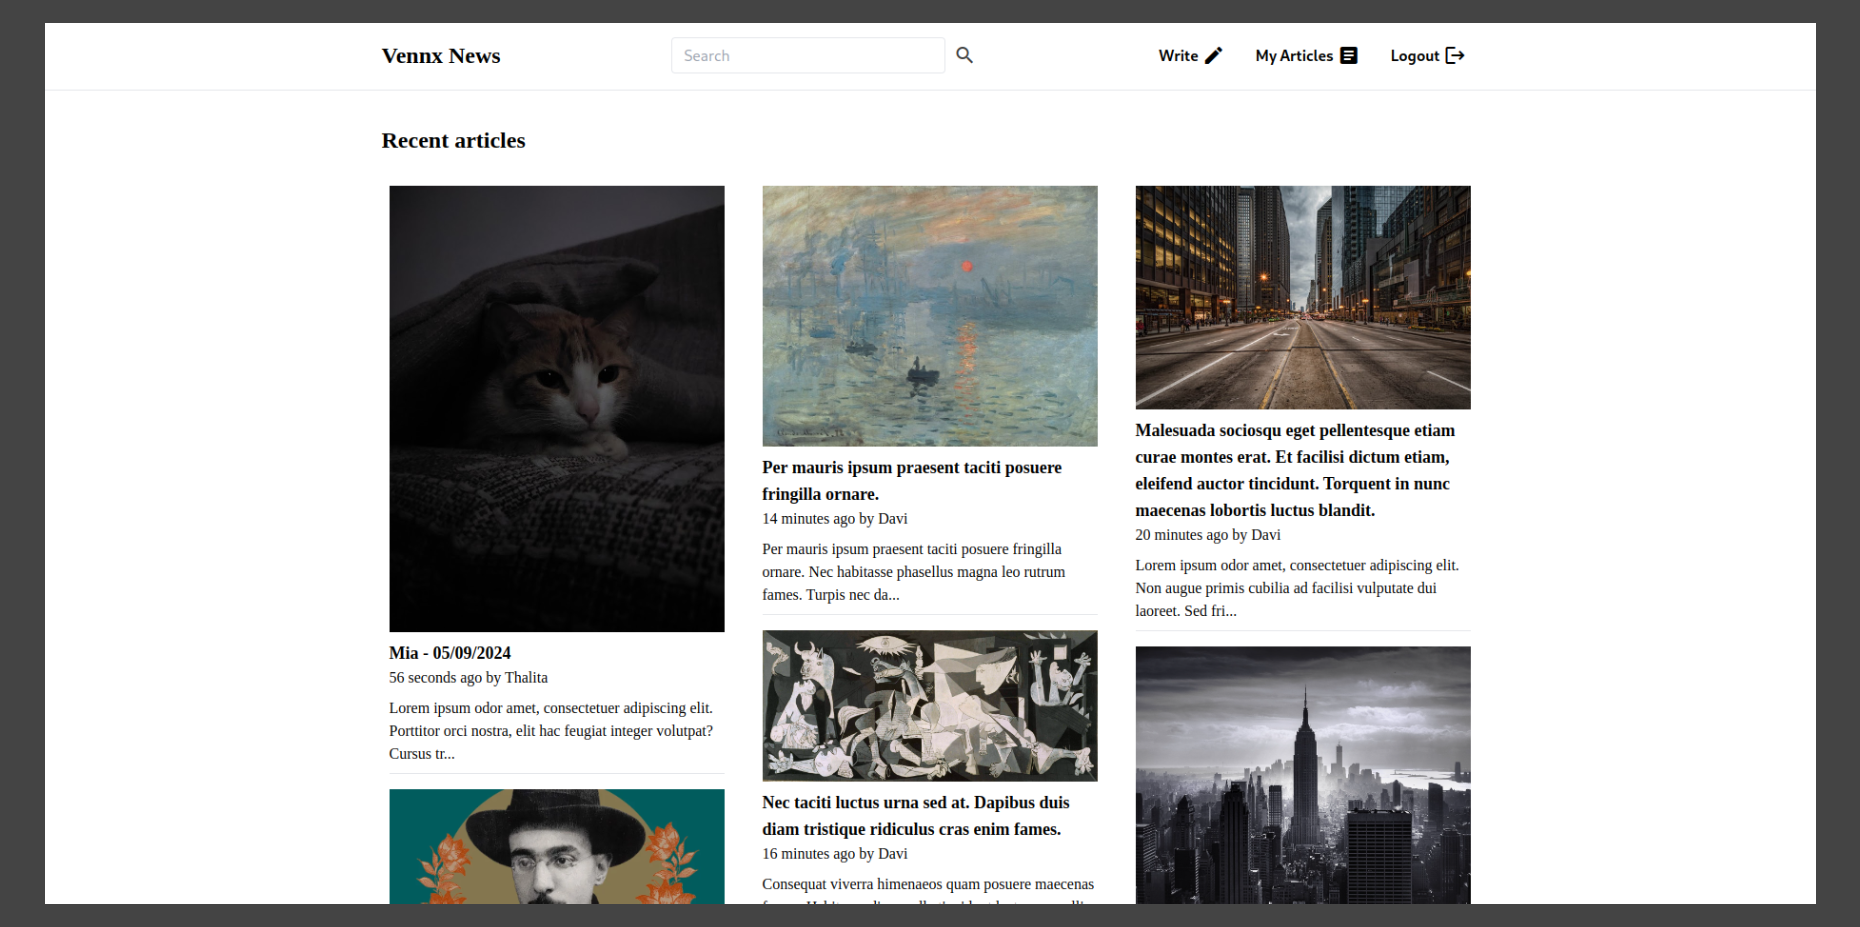 Vennx News
Search
Write
My Articles
Logout
Recent articles
Mia - 05/09/2024
56 seconds ago by Thalita
Lorem ipsum odor amet, consectetuer adipiscing elit.
Porttitor orci nostra, elit hac feugiat integer volutpat?
Cursus tr...
Per mauris ipsum praesent taciti posuere
fringilla ornare.
14 minutes ago by Davi
Per mauris ipsum praesent taciti posuere fringilla
ornare. Nec habitasse phasellus magna leo rutrum
fames. Turpis nec da...
Nec taciti luctus urna sed at. Dapibus duis
diam tristique ridiculus cras enim fames.
16 minutes ago by Davi
Consequat viverra himenaeos quam posuere maecenas
Malesuada sociosqu eget pellentesque etiam
curae montes erat. Et facilisi dictum etiam,
eleifend auctor tincidunt. Torquent in nunc
maecenas lobortis luctus blandit.
20 minutes ago by Davi
Lorem ipsum odor amet, consectetuer adipiscing elit.
Non augue primis cubilia ad facilisi vulputate dui
laoreet. Sed fri...